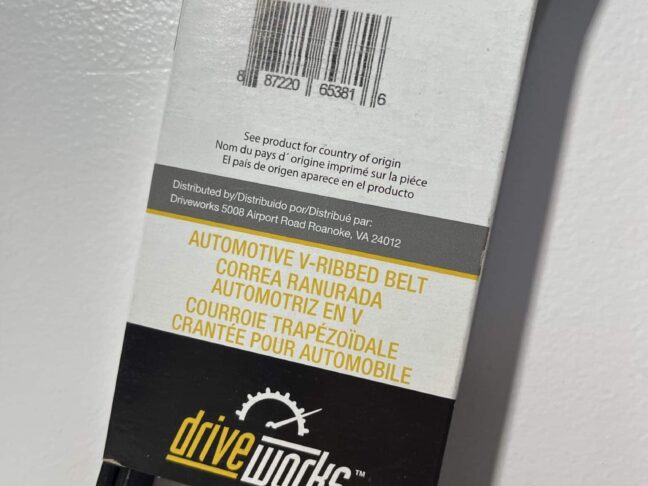 8 87220 65381 6
See product for country of origin
Nom du pays d´ origine imprimé sur la piéce
El pais de origen aparece en el producto
Distributed by/Distribuido por/Distribué par:
Driveworks 5008 Airport Road Roanoke, VA 24012
AUTOMOTIVE V-RIBBED BELT
CORREA RANURADA
AUTOMOTRIZ EN V
COURROIE TRAPÉZOÏDALE
CRANTÉE POUR AUTOMOBILE
driveworks™